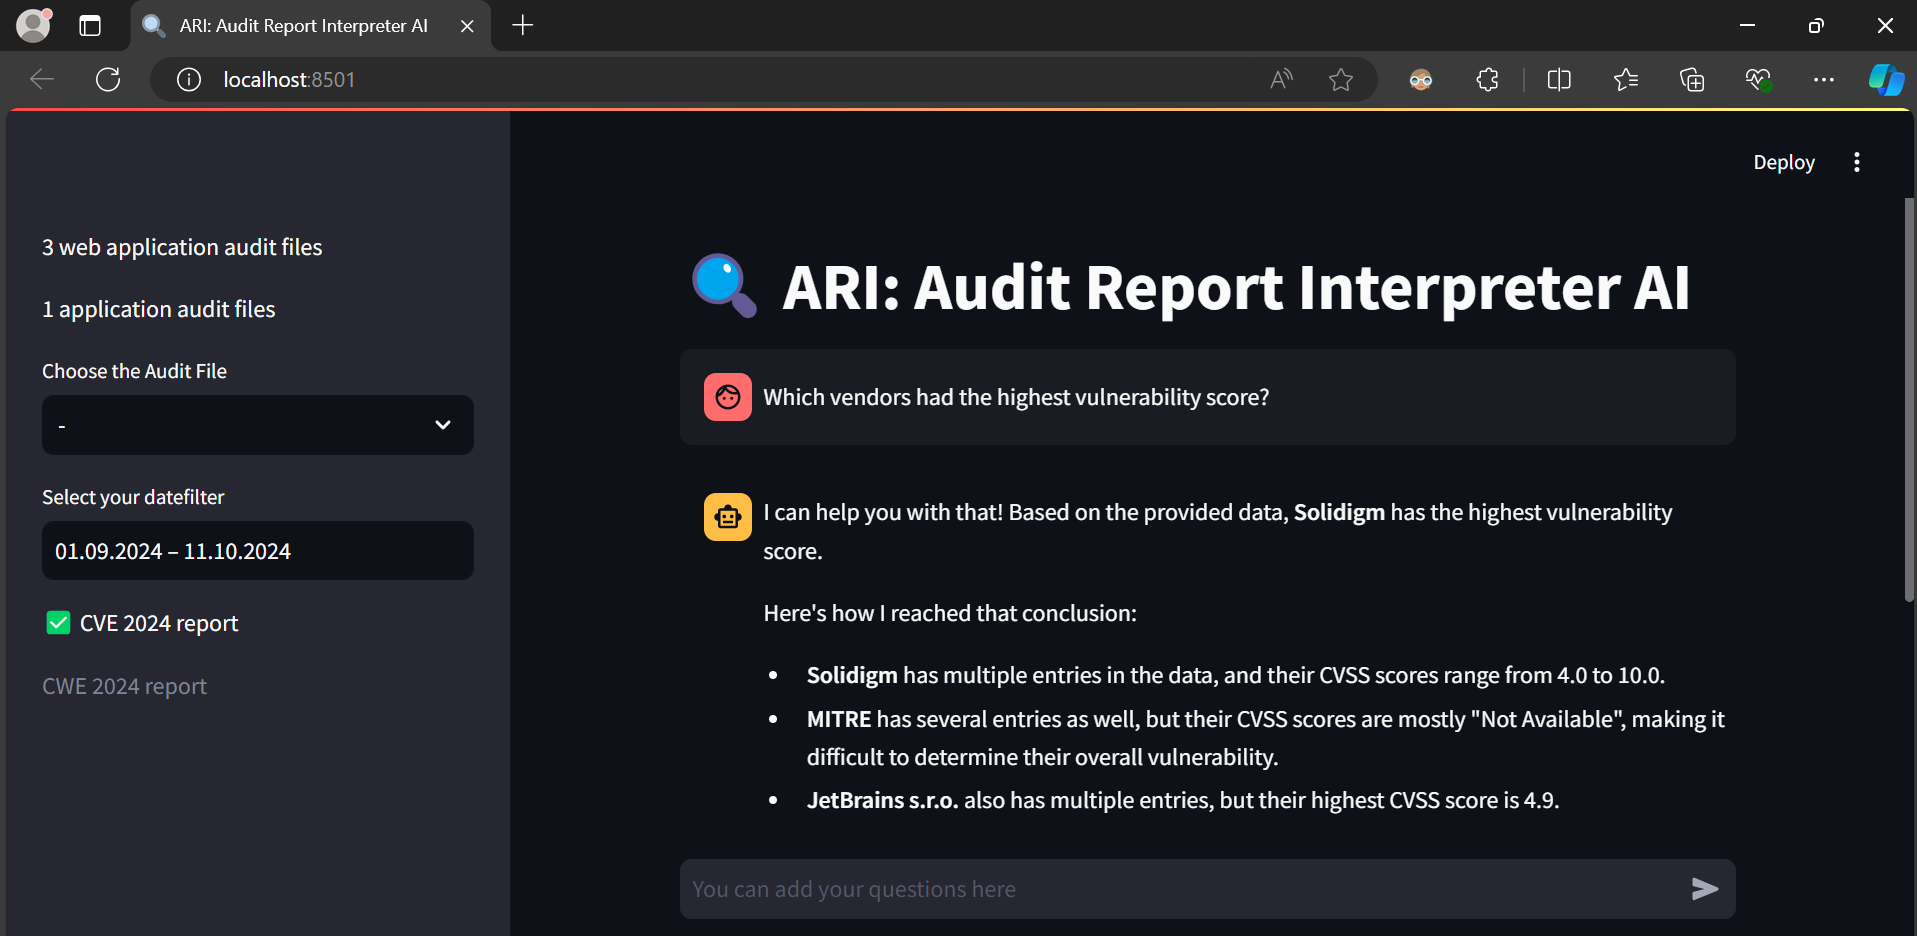 ARI: Audit Report Interpreter AI
localhost:8501
Deploy
3 web application audit files
1 application audit files
Choose the Audit File
-
Select your datefilter
01.09.2024 – 11.10.2024
CVE 2024 report
CWE 2024 report
ARI: Audit Report Interpreter AI
Which vendors had the highest vulnerability score?
I can help you with that! Based on the provided data, Solidigm has the highest vulnerability
score.
Here's how I reached that conclusion:
• Solidigm has multiple entries in the data, and their CVSS scores range from 4.0 to 10.0.
• MITRE has several entries as well, but their CVSS scores are mostly "Not Available", making it
difficult to determine their overall vulnerability.
• JetBrains s.r.o. also has multiple entries, but their highest CVSS score is 4.9.
You can add your questions here